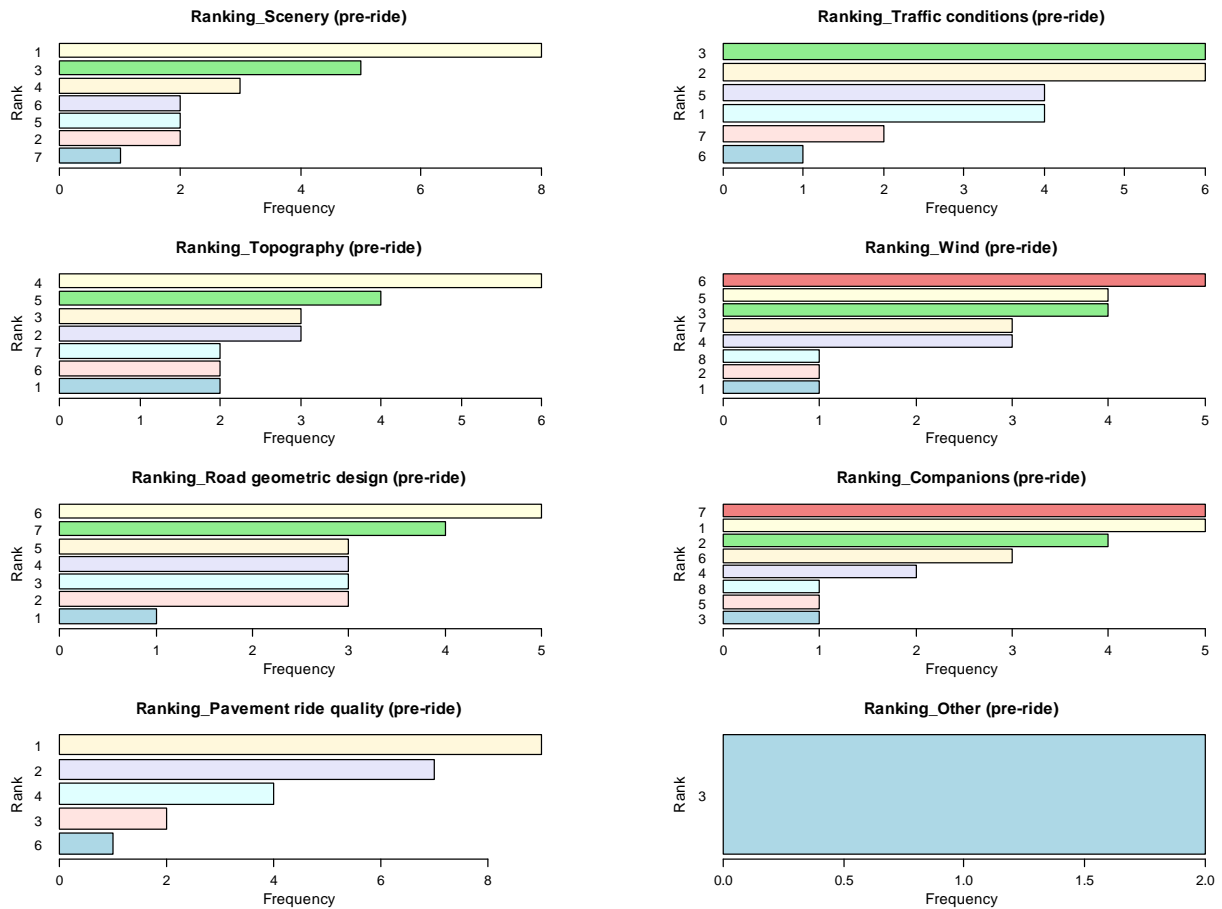 Ranking_Scenery (pre-ride)
Rank
1
3
4
6
5
2
7
0 2 4 6 8
Frequency
Ranking_Traffic conditions (pre-ride)
Rank
3
2
5
1
7
6
0 1 2 3 4 5 6
Frequency
Ranking_Topography (pre-ride)
Rank
4
5
3
2
7
6
1
0 1 2 3 4 5 6
Frequency
Ranking_Wind (pre-ride)
Rank
6
5
3
7
4
8
2
1
0 1 2 3 4 5
Frequency
Ranking_Road geometric design (pre-ride)
Rank
6
7
5
4
3
2
1
0 1 2 3 4 5
Frequency
Ranking_Companions (pre-ride)
Rank
7
1
2
6
4
8
5
3
0 1 2 3 4 5
Frequency
Ranking_Pavement ride quality (pre-ride)
Rank
1
2
4
3
6
0 2 4 6 8
Frequency
Ranking_Other (pre-ride)
Rank
3
0.0 0.5 1.0 1.5 2.0
Frequency